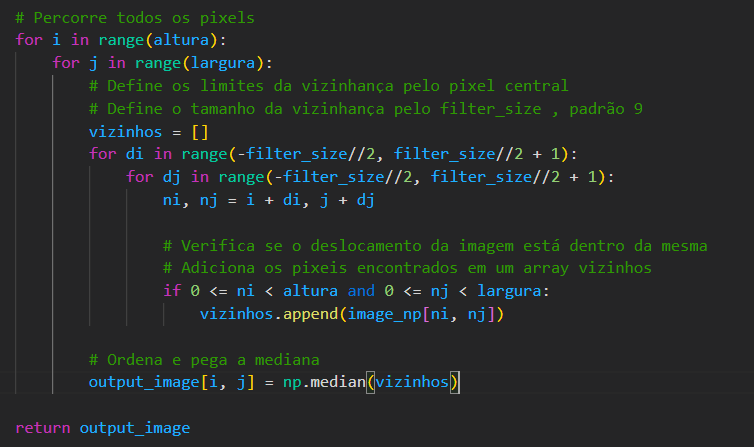 # Percorre todos os pixels
for i in range(altura):
    for j in range(largura):
        # Define os limites da vizinhança pelo pixel central
        # Define o tamanho da vizinhança pelo filter_size , padrão 9
        vizinhos = []
        for di in range(-filter_size//2, filter_size//2 + 1):
            for dj in range(-filter_size//2, filter_size//2 + 1):
                ni, nj = i + di, j + dj

                # Verifica se o deslocamento da imagem está dentro da mesma
                # Adiciona os pixeis encontrados em um array vizinhos
                if 0 <= ni < altura and 0 <= nj < largura:
                    vizinhos.append(image_np[ni, nj])

        # Ordena e pega a mediana
        output_image[i, j] = np.median(vizinhos)

return output_image